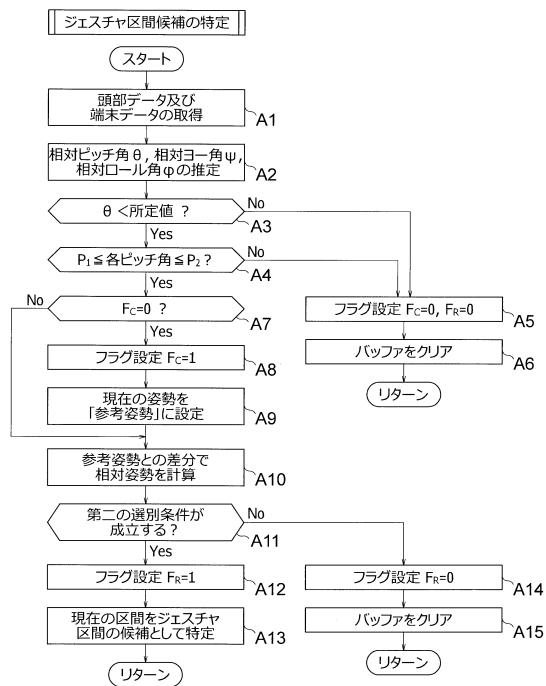 ジェスチャ区間候補の特定
スタート
頭部データ及び
端末データの取得
A1
相対ピッチ角θ, 相対ヨー角ψ,
相対ロール角φの推定
A2
θ<所定値 ?
A3
No
Yes
P1≦各ピッチ角≦P2 ?
A4
No
Yes
フラグ設定 FC=0, FR=0
A5
バッファをクリア
A6
リターン
No
FC=0 ?
A7
Yes
フラグ設定 FC=1
A8
現在の姿勢を
「参考姿勢」に設定
A9
参考姿勢との差分で
相対姿勢を計算
A10
第二の選別条件が
成立する?
A11
No
Yes
フラグ設定 FR=1
A12
現在の区間をジェスチャ
区間の候補として特定
A13
リターン
フラグ設定 FR=0
A14
バッファをクリア
A15
リターン